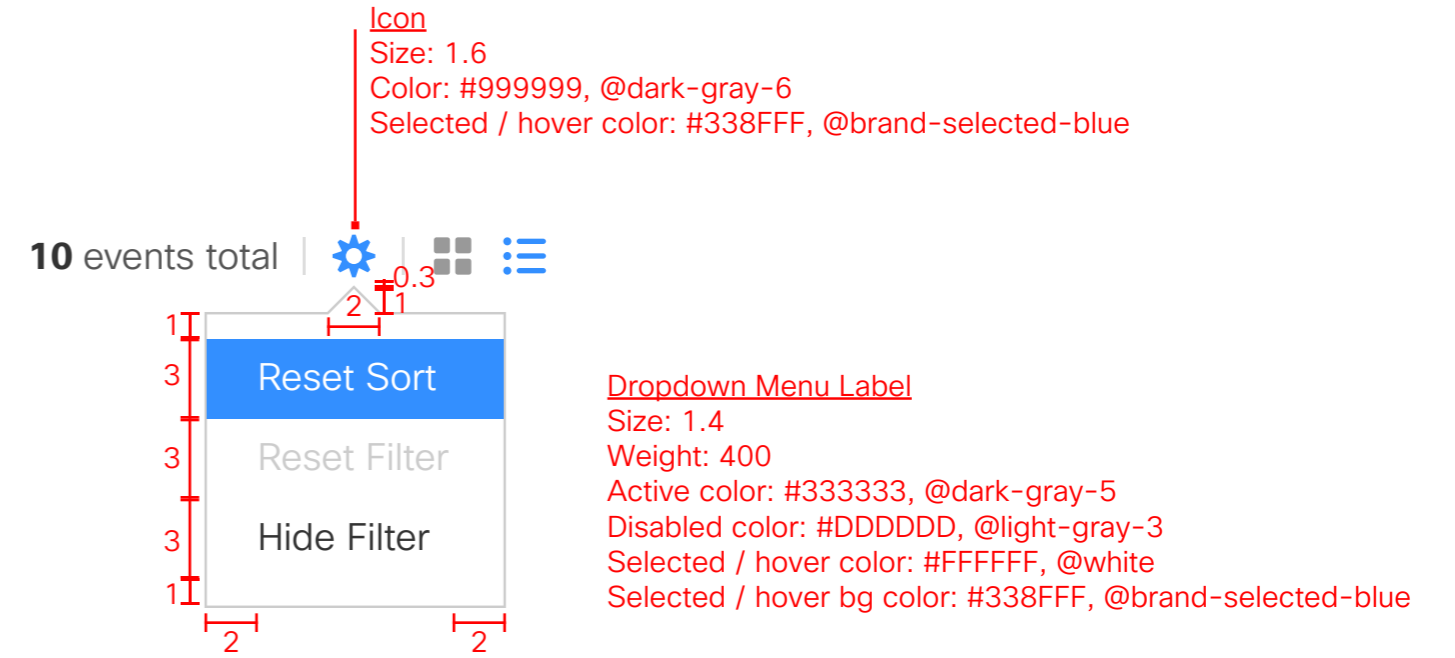 Icon
Size: 1.6
Color: #999999, @dark-gray-6
Selected / hover color: #338FFF, @brand-selected-blue
10 events total
0.3
1
2
1
3
Reset Sort
3
Reset Filter
3
Hide Filter
1
2
2
Dropdown Menu Label
Size: 1.4
Weight: 400
Active color: #333333, @dark-gray-5
Disabled color: #DDDDDD, @light-gray-3
Selected / hover color: #FFFFFF, @white
Selected / hover bg color: #338FFF, @brand-selected-blue